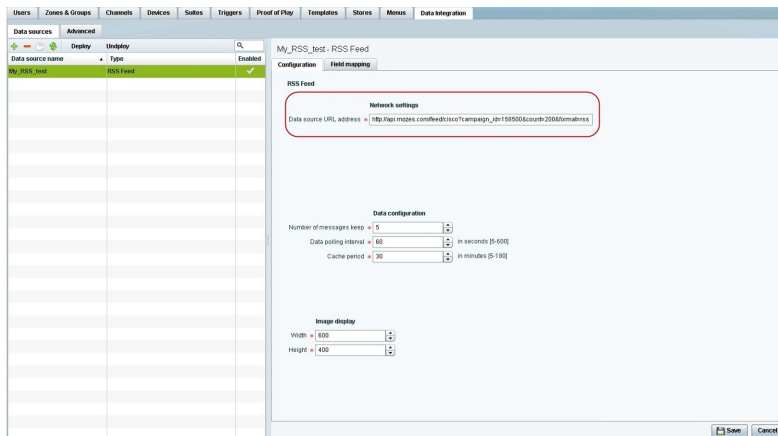 Users Zones & Groups Channels Devices Suites Triggers Proof of Play Templates Stores Menus Data Integration
Data sources Advanced
Deploy Undploy
Data source name Type Enabled
My_RSS_test RSS Feed
My_RSS_test - RSS Feed
Configuration Field mapping
RSS Feed
Network settings
Data source URL address * http://api.mozes.com/feed/cisco?campaign_id=158500&count=200&format=rss
Data configuration
Number of messages keep * 5
Data polling interval * 60 in seconds [5-600]
Cache period * 30 in minutes [5-180]
Image display
Width * 600
Height * 400
Save Cancel